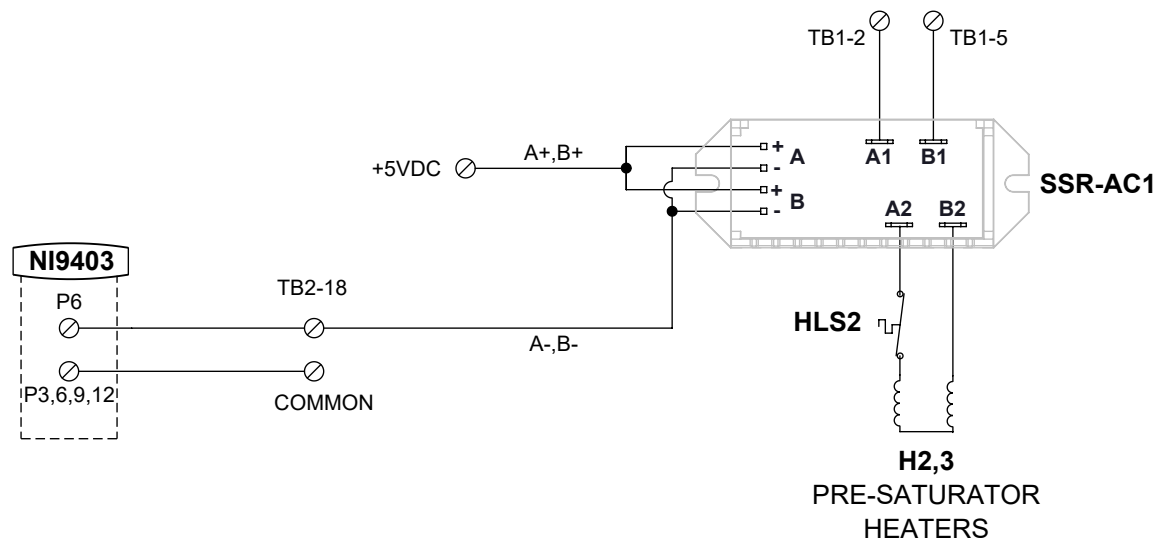 TB1-2
TB1-5
+5VDC
A+,B+
+
A
-
+
B
-
A1
B1
A2
B2
SSR-AC1
NI9403
P6
TB2-18
A-,B-
P3,6,9,12
COMMON
HLS2
H2,3
PRE-SATURATOR
HEATERS